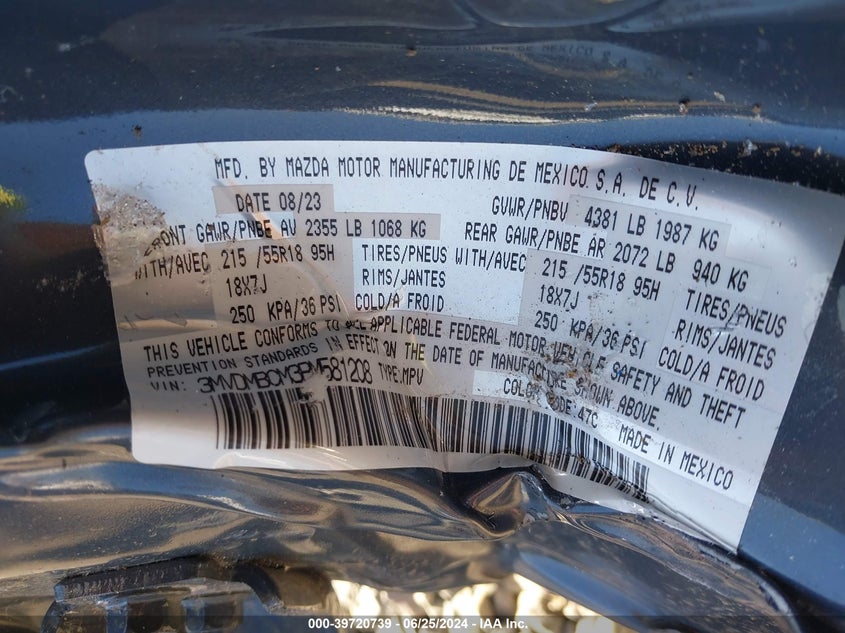 MFD. BY MAZDA MOTOR MANUFACTURING DE MEXICO S.A. DE C.V.
DATE 08/23 GVWR/PNBV 4381 LB 1987 KG
FRONT GAWR/PNBE AV 2355 LB 1068 KG REAR GAWR/PNBE AR 2072 LB 940 KG
WITH/AVEC 215 /55R18 95H TIRES/PNEUS WITH/AVEC 215 /55R18 95H TIRES/PNEUS
18X7J RIMS/JANTES 18X7J RIMS/JANTES
250 KPA/36 PSI COLD/A FROID 250 KPA/36 PSI COLD/A FROID
THIS VEHICLE CONFORMS TO ALL APPLICABLE FEDERAL MOTOR VEHICLE SAFETY AND THEFT
PREVENTION STANDARDS IN EFFECT ON THE DATE OF MANUFACTURE SHOWN ABOVE.
VIN: 3MVDMBCM3PM581208 TYPE:MPV COLOR CODE:47C MADE IN MEXICO
000-39720739 - 06/25/2024 - IAA Inc.